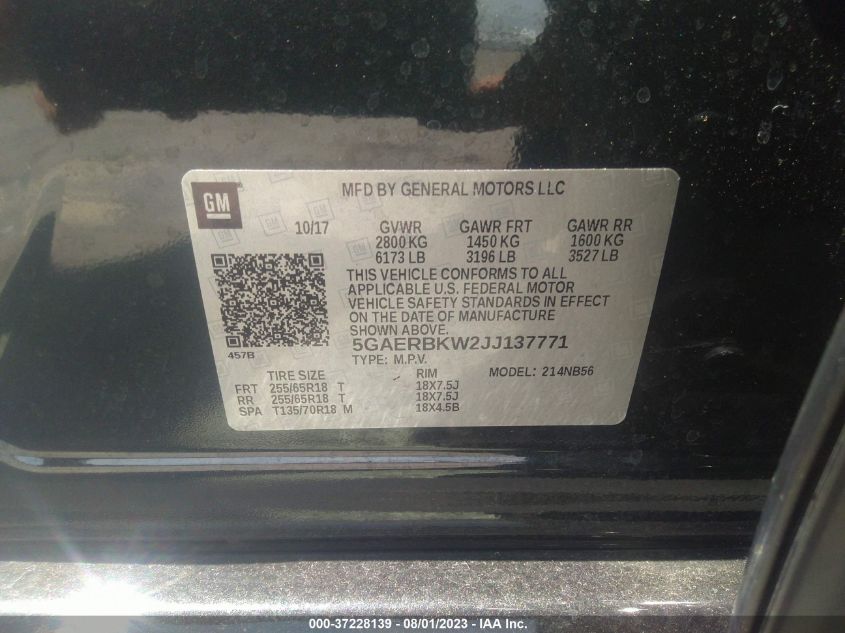 GM
MFD BY GENERAL MOTORS LLC
10/17 GVWR GAWR FRT GAWR RR
2800 KG 1450 KG 1600 KG
6173 LB 3196 LB 3527 LB
THIS VEHICLE CONFORMS TO ALL
APPLICABLE U.S. FEDERAL MOTOR
VEHICLE SAFETY STANDARDS IN EFFECT
ON THE DATE OF MANUFACTURE
SHOWN ABOVE.
457B
5GAERBKW2JJ137771
TYPE: M.P.V.
TIRE SIZE RIM MODEL: 214NB56
FRT 255/65R18 T 18X7.5J
RR 255/65R18 T 18X7.5J
SPA T135/70R18 M 18X4.5B
000-37228139 - 08/01/2023 - IAA Inc.